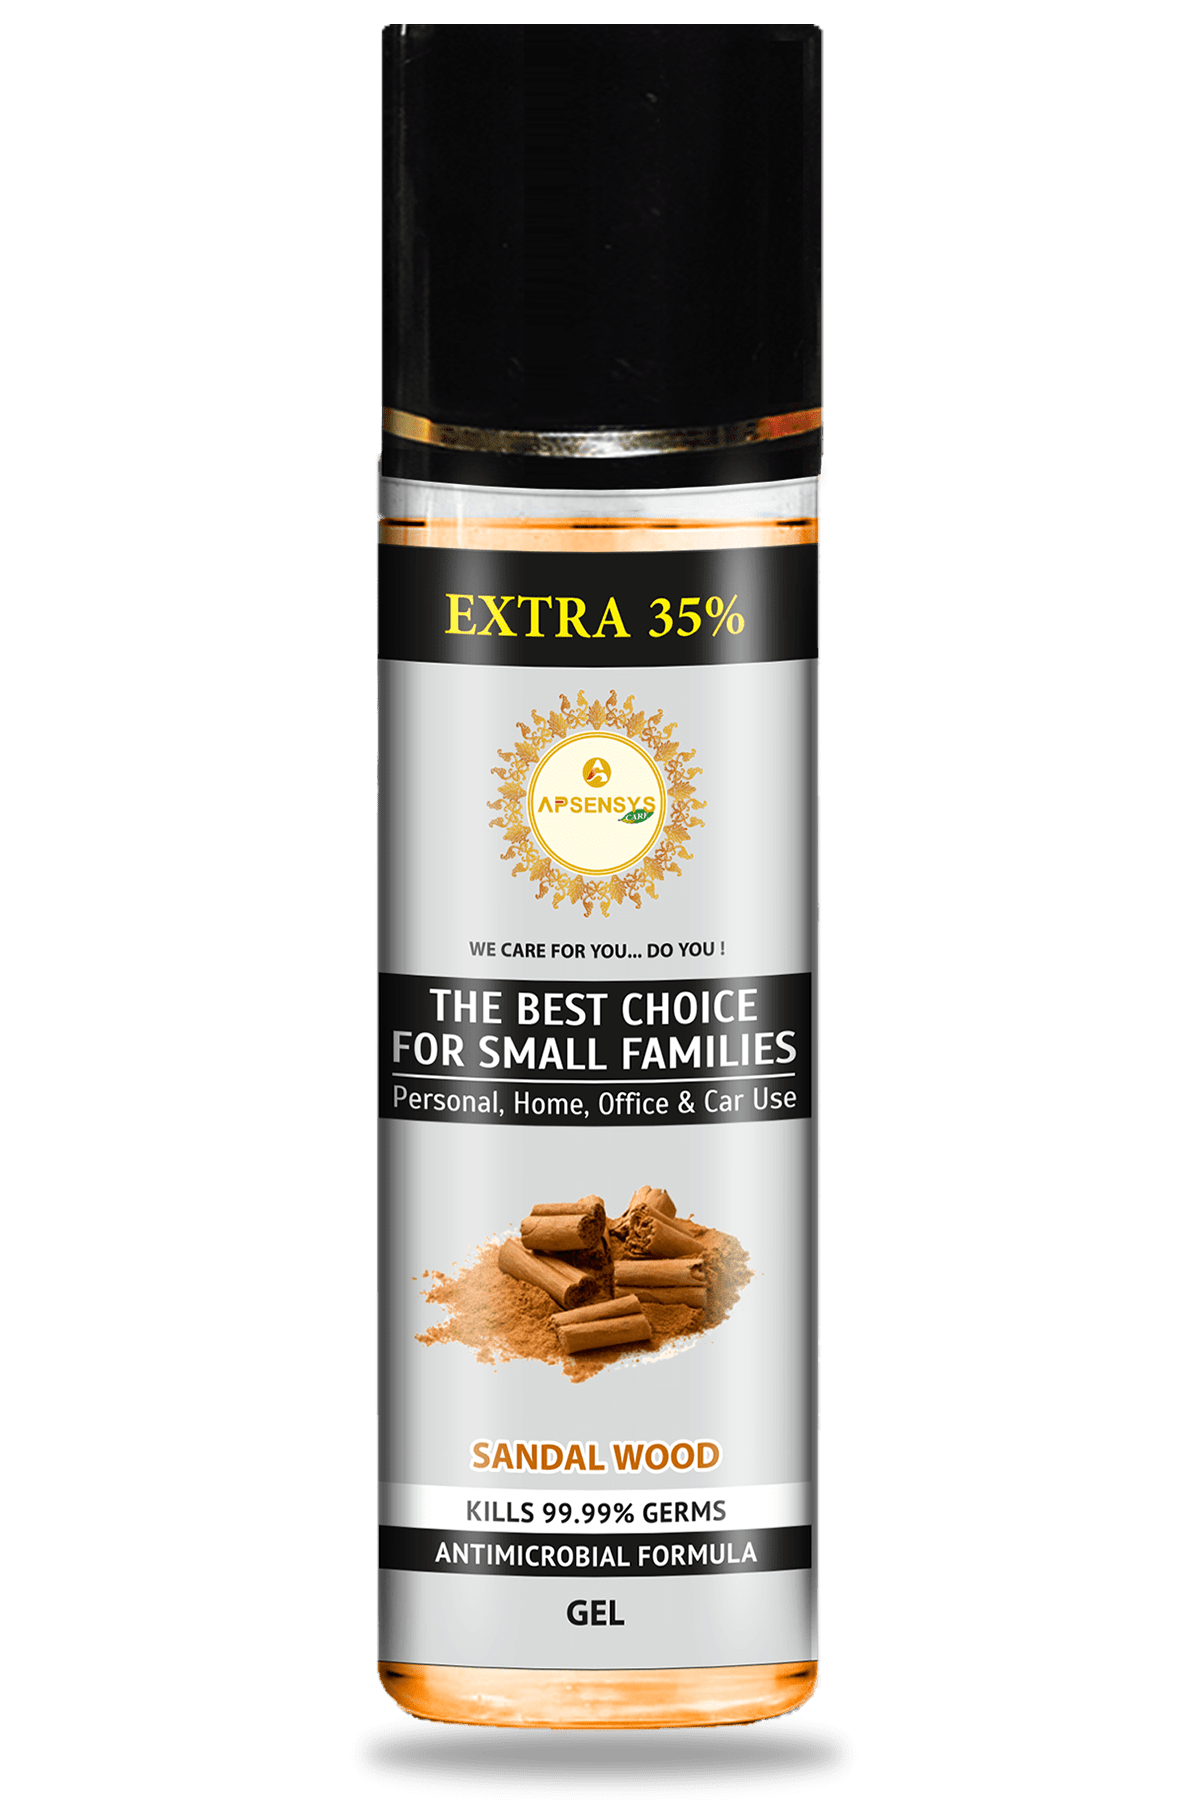 EXTRA 35%
APSENSYS
CARE
WE CARE FOR YOU... DO YOU !
THE BEST CHOICE
FOR SMALL FAMILIES
Personal, Home, Office & Car Use
SANDAL WOOD
KILLS 99.99% GERMS
ANTIMICROBIAL FORMULA
GEL